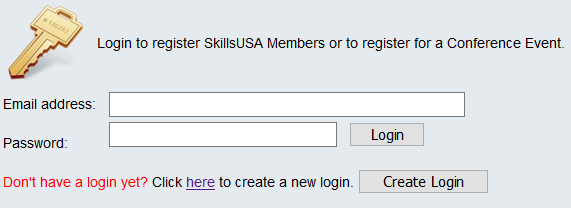 Login to register SkillsUSA Members or to register for a Conference Event.
Email address:
Password:
Login
Don't have a login yet? Click here to create a new login.
Create Login